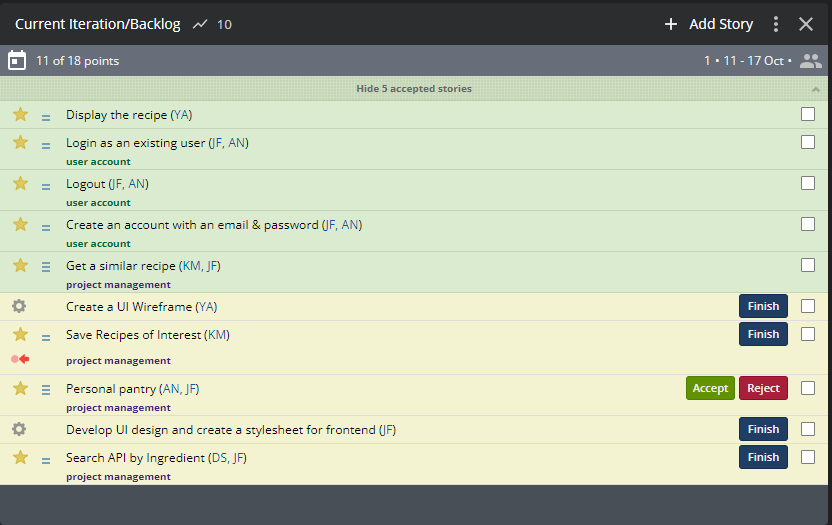 Current Iteration/Backlog 10 + Add Story
11 of 18 points 1 • 11 - 17 Oct •
Hide 5 accepted stories
Display the recipe (YA)
Login as an existing user (JF, AN)
user account
Logout (JF, AN)
user account
Create an account with an email & password (JF, AN)
user account
Get a similar recipe (KM, JF)
project management
Create a UI Wireframe (YA) Finish
Save Recipes of Interest (KM) Finish
project management
Personal pantry (AN, JF) Accept Reject
project management
Develop UI design and create a stylesheet for frontend (JF) Finish
Search API by Ingredient (DS, JF) Finish
project management